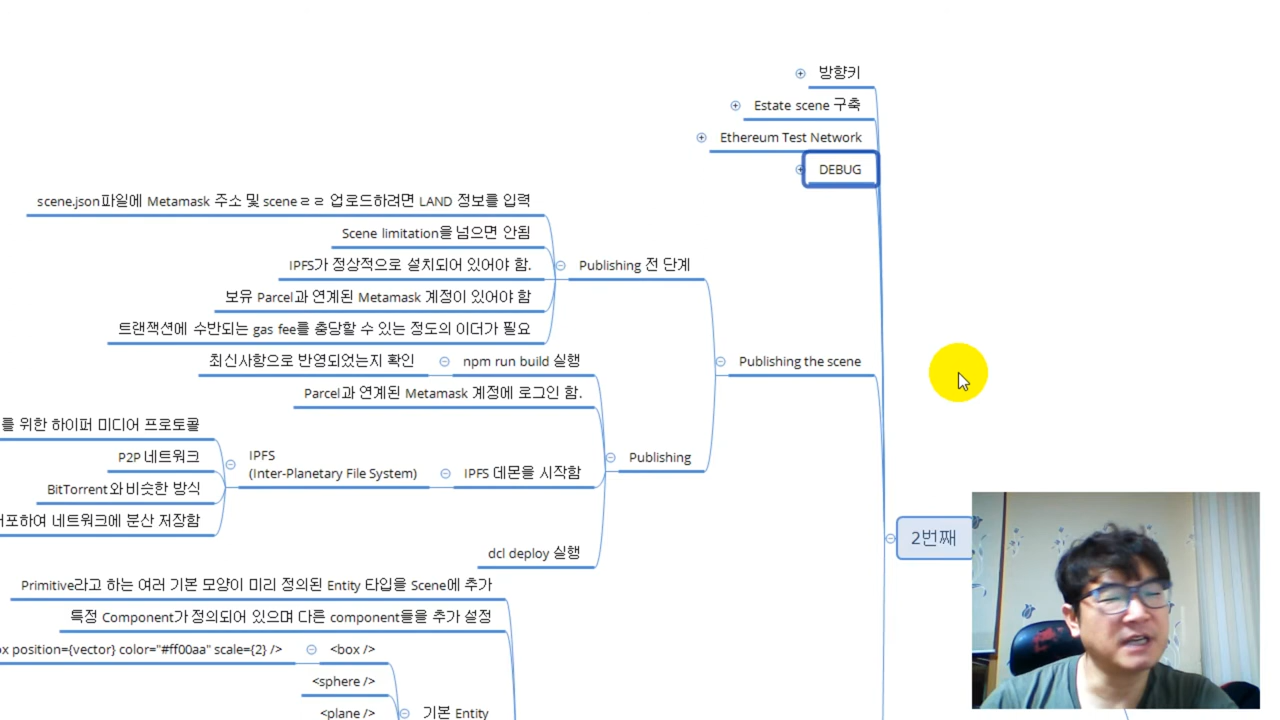 방향키
Estate scene 구축
Ethereum Test Network
DEBUG
scene.json파일에 Metamask 주소 및 sceneㄹㄹ 업로드하려면 LAND 정보를 입력
Scene limitation을 넘으면 안됨
IPFS가 정상적으로 설치되어 있어야 함.
Publishing 전 단계
보유 Parcel과 연계된 Metamask 계정이 있어야 함
트랜잭션에 수반되는 gas fee를 충당할 수 있는 정도의 이더가 필요
최신사항으로 반영되었는지 확인
npm run build 실행
Publishing the scene
Parcel과 연계된 Metamask 계정에 로그인 함.
를 위한 하이퍼 미디어 프로토콜
P2P 네트워크
IPFS
(Inter-Planetary File System)
IPFS 데몬을 시작함
Publishing
BitTorrent와 비슷한 방식
포하여 네트워크에 분산 저장함
2번째
dcl deploy 실행
Primitive라고 하는 여러 기본 모양이 미리 정의된 Entity 타입을 Scene에 추가
특정 Component가 정의되어 있으며 다른 component들을 추가 설정
ox position={vector} color="#ff00aa" scale={2} />
<box />
<sphere />
<plane />
기본 Entity